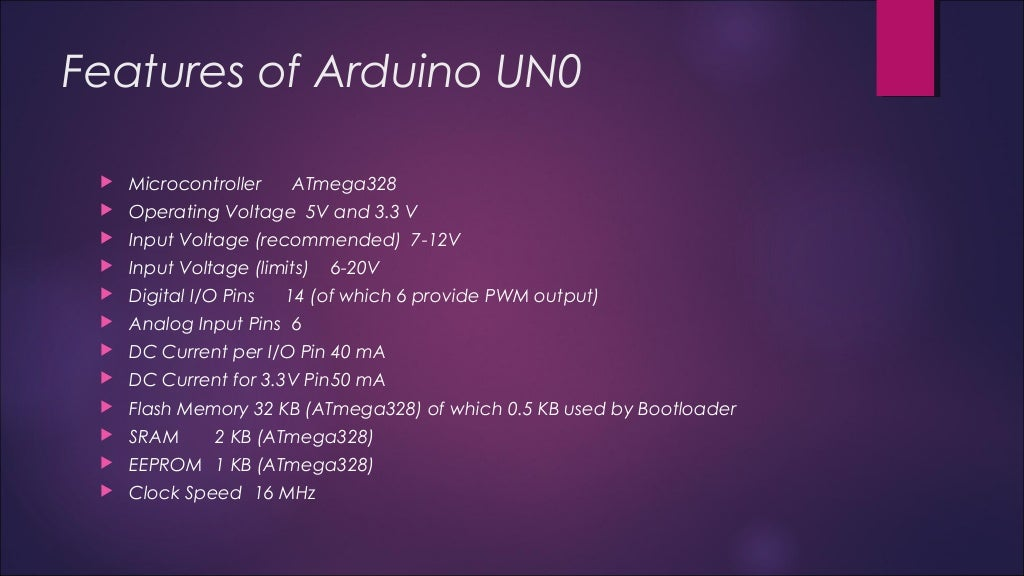 Features of Arduino UN0
Microcontroller ATmega328
Operating Voltage 5V and 3.3 V
Input Voltage (recommended) 7-12V
Input Voltage (limits) 6-20V
Digital I/O Pins 14 (of which 6 provide PWM output)
Analog Input Pins 6
DC Current per I/O Pin 40 mA
DC Current for 3.3V Pin50 mA
Flash Memory 32 KB (ATmega328) of which 0.5 KB used by Bootloader
SRAM 2 KB (ATmega328)
EEPROM 1 KB (ATmega328)
Clock Speed 16 MHz